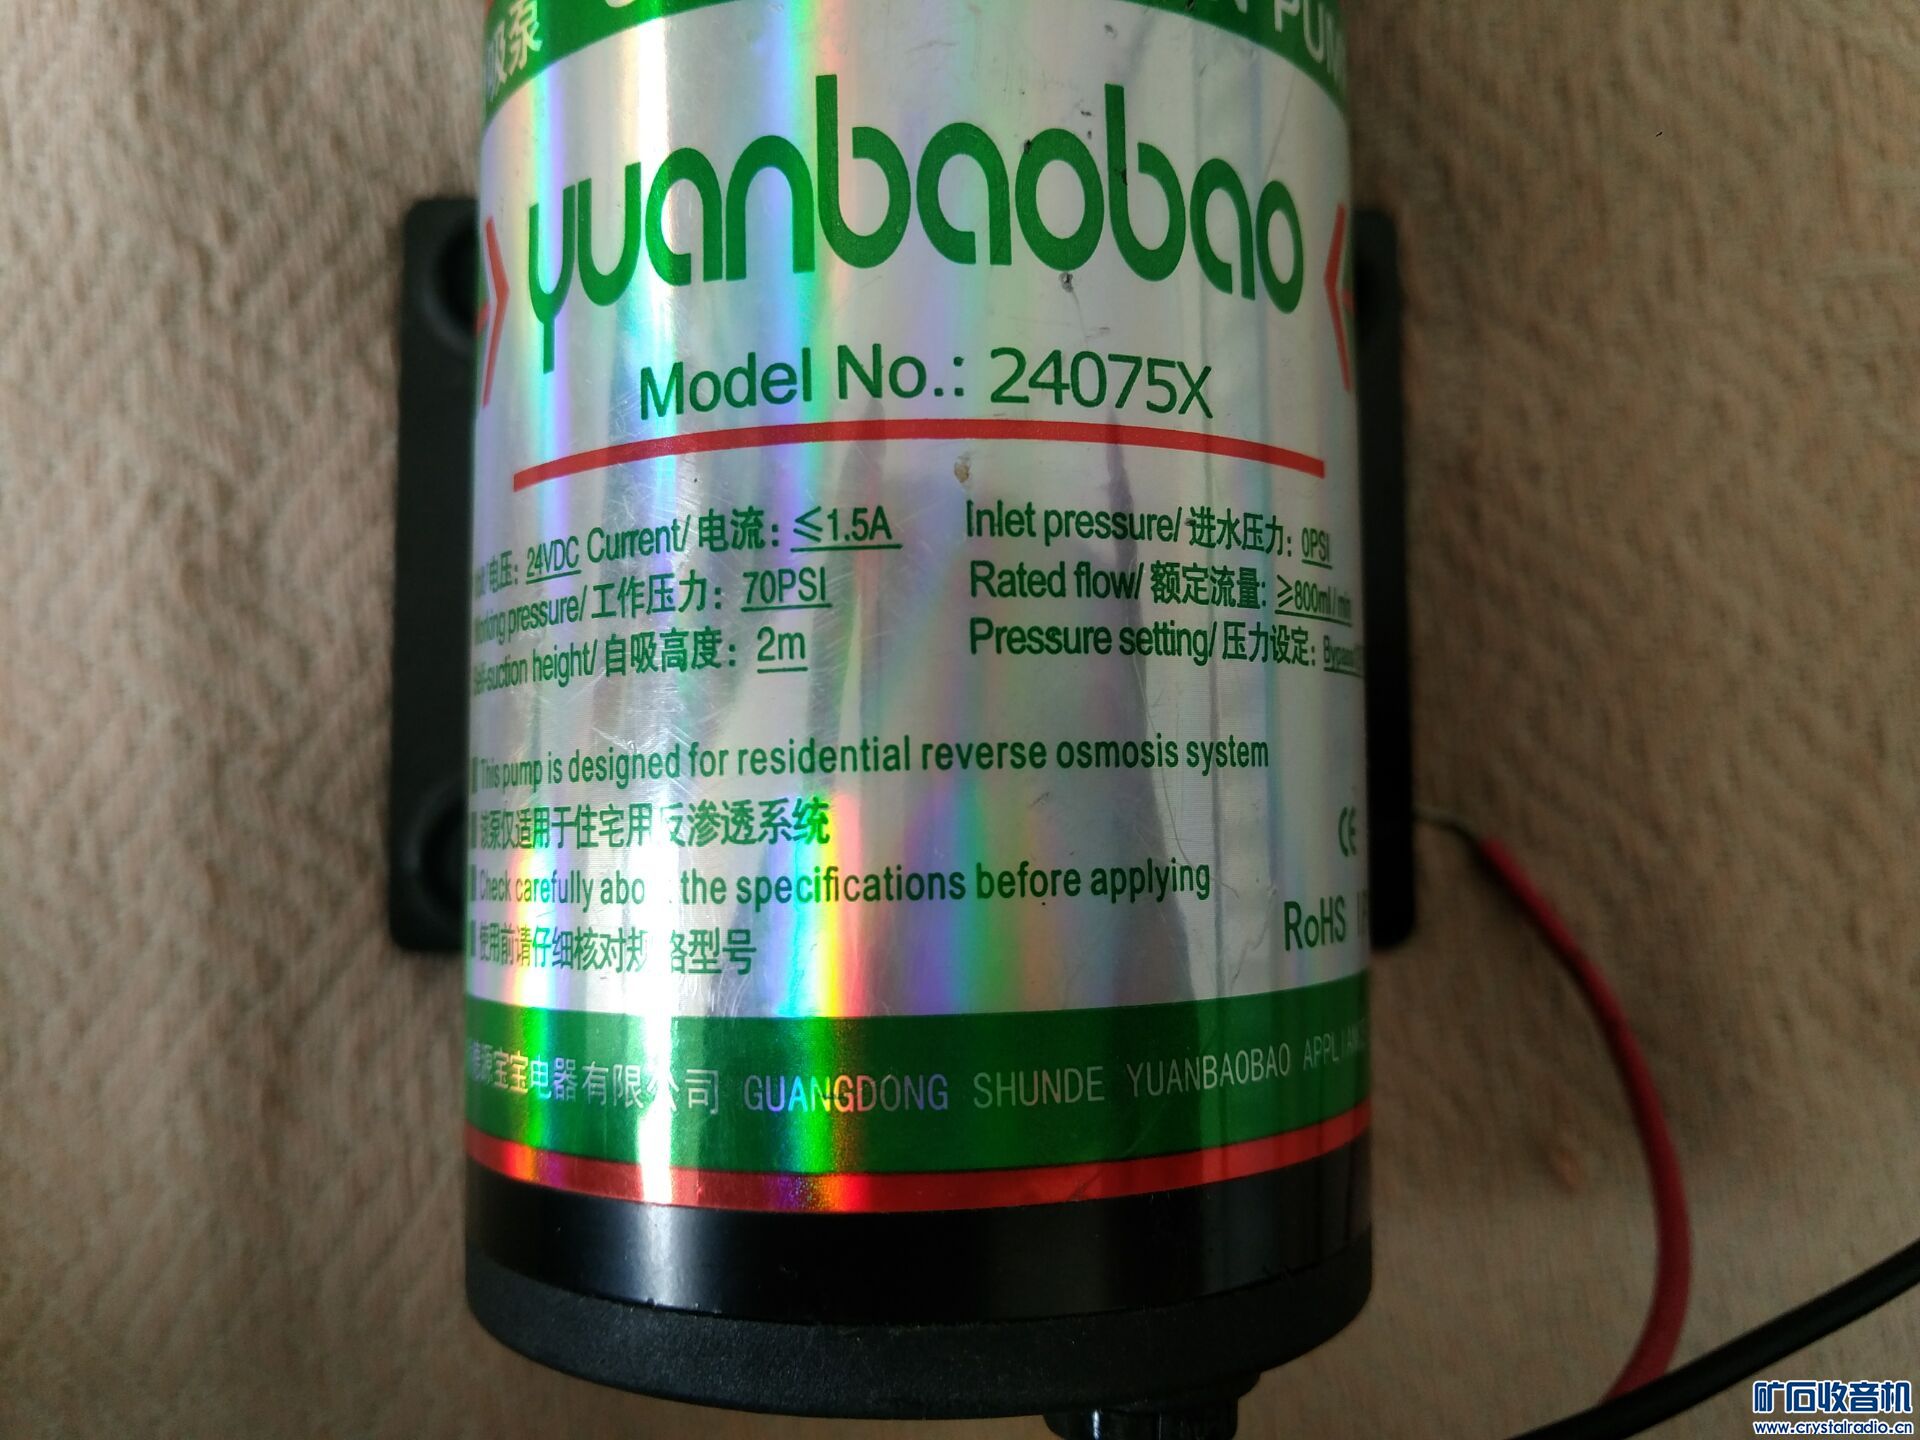 吸泵
PUM
yuanbaobao
Model No.: 24075X
电压: 24VDC Current/ 电流: ≤1.5A
Inlet pressure/ 进水压力: 0PSI
pressure/ 工作压力: 70PSI
Rated flow/ 额定流量: ≥800ml/min
Self-suction height/ 自吸高度: 2m
Pressure setting/ 压力设定:
This pump is designed for residential reverse osmosis system
该泵仅适用于住宅用反渗透系统
CE
Check carefully the specifications before applying
RoHS
使用前请仔细核对规格型号
源宝宝电器有限公司 GUANGDONG SHUNDE YUANBAOBAO
矿石收音机
www.crystalradio.cn